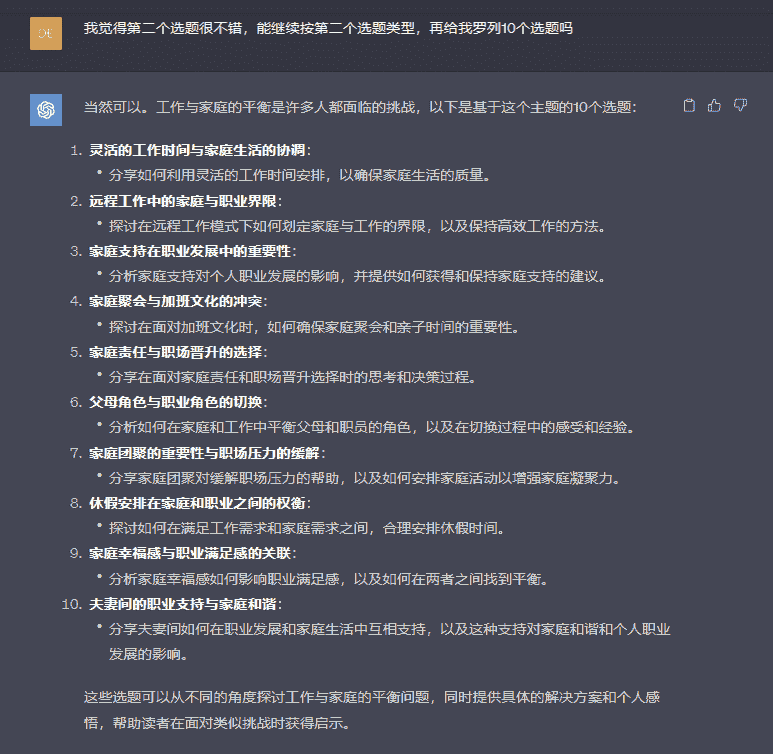 我觉得第二个选题很不错，能继续按第二个选题类型，再给我罗列10个选题吗
当然可以。工作与家庭的平衡是许多人都面临的挑战，以下是基于这个主题的10个选题：
1. 灵活的工作时间与家庭生活的协调：
• 分享如何利用灵活的工作时间安排，以确保家庭生活的质量。
2. 远程工作中的家庭与职业界限：
• 探讨在远程工作模式下如何划定家庭与工作的界限，以及保持高效工作的方法。
3. 家庭支持在职业发展中的重要性：
• 分析家庭支持对个人职业发展的影响，并提供如何获得和保持家庭支持的建议。
4. 家庭聚会与加班文化的冲突：
• 探讨在面对加班文化时，如何确保家庭聚会和亲子时间的重要性。
5. 家庭责任与职场晋升的选择：
• 分享在面对家庭责任和职场晋升选择时的思考和决策过程。
6. 父母角色与职业角色的切换：
• 分析如何在家庭和工作中平衡父母和职员的角色，以及在切换过程中的感受和经验。
7. 家庭团聚的重要性与职场压力的缓解：
• 分享家庭团聚对缓解职场压力的帮助，以及如何安排家庭活动以增强家庭凝聚力。
8. 休假安排在家庭和职业之间的权衡：
• 探讨如何在满足工作需求和家庭需求之间，合理安排休假时间。
9. 家庭幸福感与职业满足感的关联：
• 分析家庭幸福感如何影响职业满足感，以及如何在两者之间找到平衡。
10. 夫妻间的职业支持与家庭和谐：
• 分享夫妻间如何在职业发展和家庭生活中互相支持，以及这种支持对家庭和谐和个人职业
发展的影响。
这些选题可以从不同的角度探讨工作与家庭的平衡问题，同时提供具体的解决方案和个人感
悟，帮助读者在面对类似挑战时获得启示。